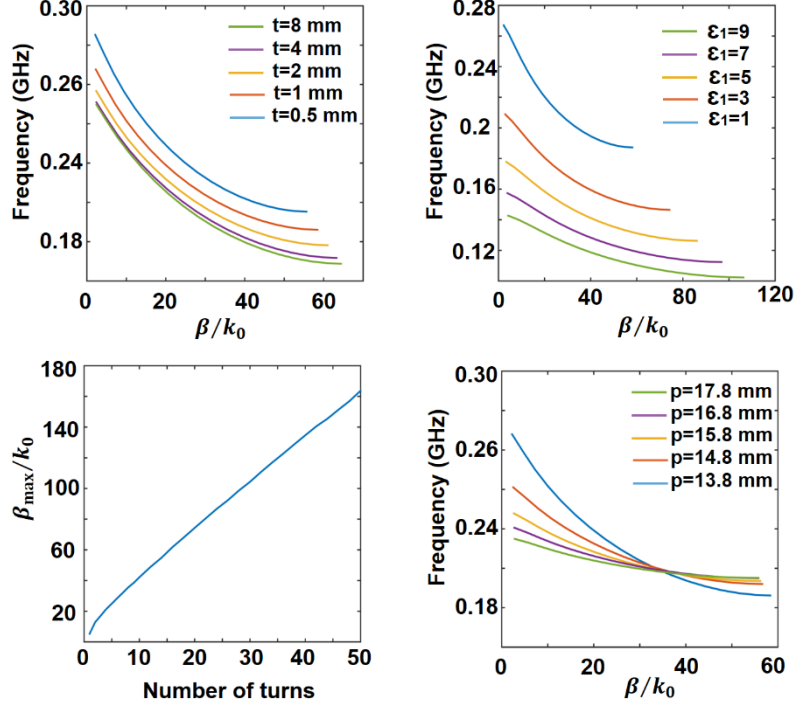 0.30
0.26
0.24
0.18
Frequency (GHz)
t=8 mm
t=4 mm
t=2 mm
t=1 mm
t=0.5 mm
0
20
40
60
β/k₀
0.28
0.24
0.2
0.16
0.12
Frequency (GHz)
ε₁=9
ε₁=7
ε₁=5
ε₁=3
ε₁=1
0
40
80
120
β/k₀
180
140
100
60
20
βmax/k₀
0
10
20
30
40
50
Number of turns
0.30
0.26
0.24
0.18
Frequency (GHz)
p=17.8 mm
p=16.8 mm
p=15.8 mm
p=14.8 mm
p=13.8 mm
0
20
40
60
β/k₀